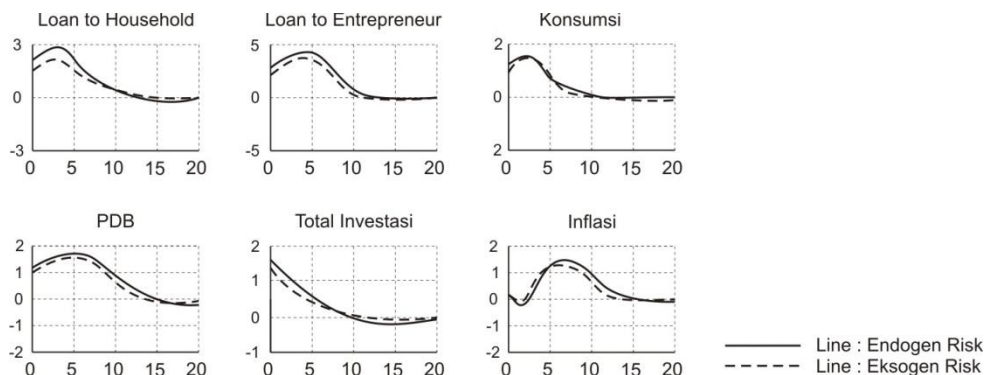 Loan to Household
3
0
-3
0 5 10 15 20
Loan to Entrepreneur
5
0
-5
0 5 10 15 20
Konsumsi
2
0
2
0 5 10 15 20
PDB
2
1
0
-1
-2
0 5 10 15 20
Total Investasi
2
1
0
-1
0 5 10 15 20
Inflasi
2
1
0
-1
-2
0 5 10 15 20
Line : Endogen Risk
Line : Eksogen Risk